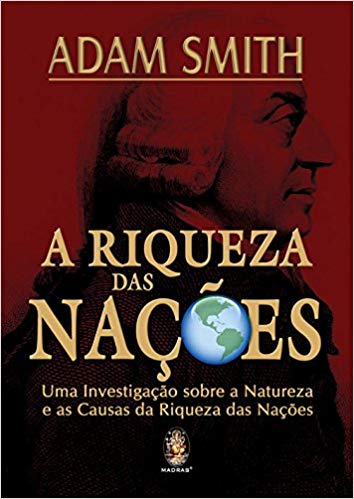 ADAM SMITH
A RIQUEZA
DAS
NAÇÕES
Uma Investigação sobre a Natureza
e as Causas da Riqueza das Nações
MADRAS®